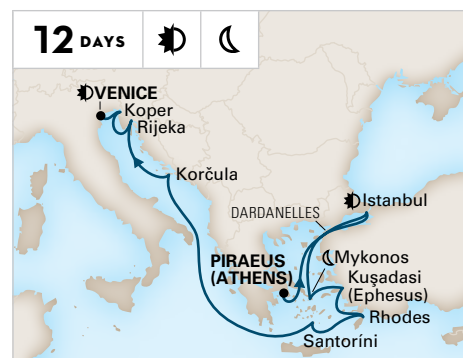 12 DAYS
VENICE
Koper
Rijeka
Korčula
Istanbul
DARDANELLES
Mykonos
PIRAEUS
(ATHENS)
Kuşadasi
(Ephesus)
Rhodes
Santoríni